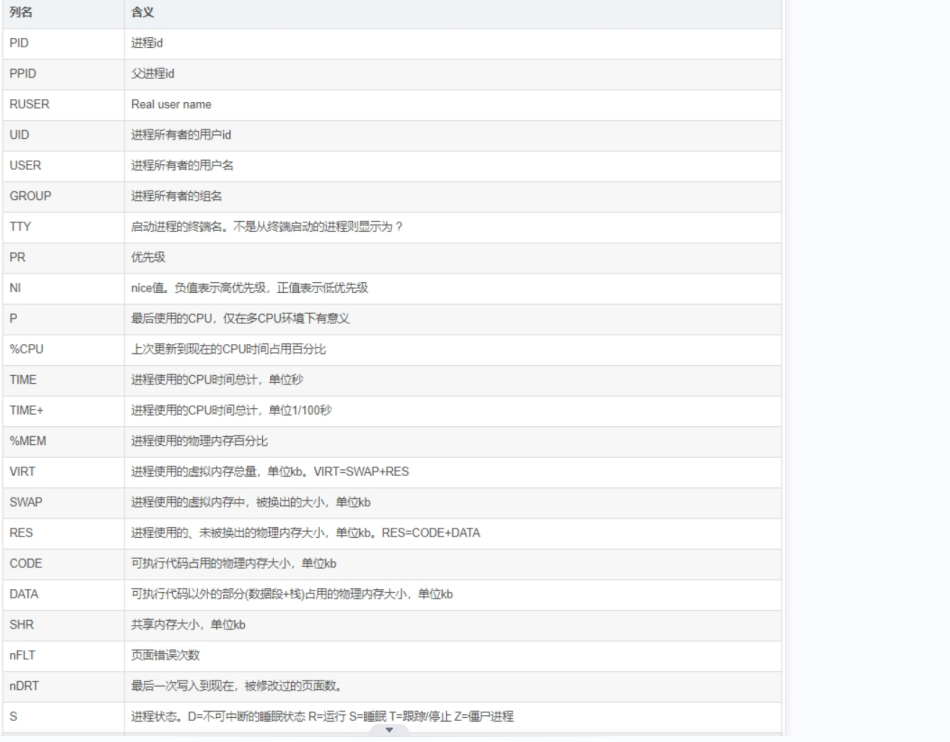 列名 含义
PID 进程id
PPID 父进程id
RUSER Real user name
UID 进程所有者的用户id
USER 进程所有者的用户名
GROUP 进程所有者的组名
TTY 启动进程的终端名。不是从终端启动的进程则显示为 ?
PR 优先级
NI nice值。负值表示高优先级，正值表示低优先级
P 最后使用的CPU，仅在多CPU环境下有意义
%CPU 上次更新到现在的CPU时间占用百分比
TIME 进程使用的CPU时间总计，单位秒
TIME+ 进程使用的CPU时间总计，单位1/100秒
%MEM 进程使用的物理内存百分比
VIRT 进程使用的虚拟内存总量，单位kb。VIRT=SWAP+RES
SWAP 进程使用的虚拟内存中，被换出的大小，单位kb
RES 进程使用的、未被换出的物理内存大小，单位kb。RES=CODE+DATA
CODE 可执行代码占用的物理内存大小，单位kb
DATA 可执行代码以外的部分(数据段+栈)占用的物理内存大小，单位kb
SHR 共享内存大小，单位kb
nFLT 页面错误次数
nDRT 最后一次写入到现在，被修改过的页面数。
S 进程状态。D=不可中断的睡眠状态 R=运行 S=睡眠 T=跟踪/停止 Z=僵尸进程